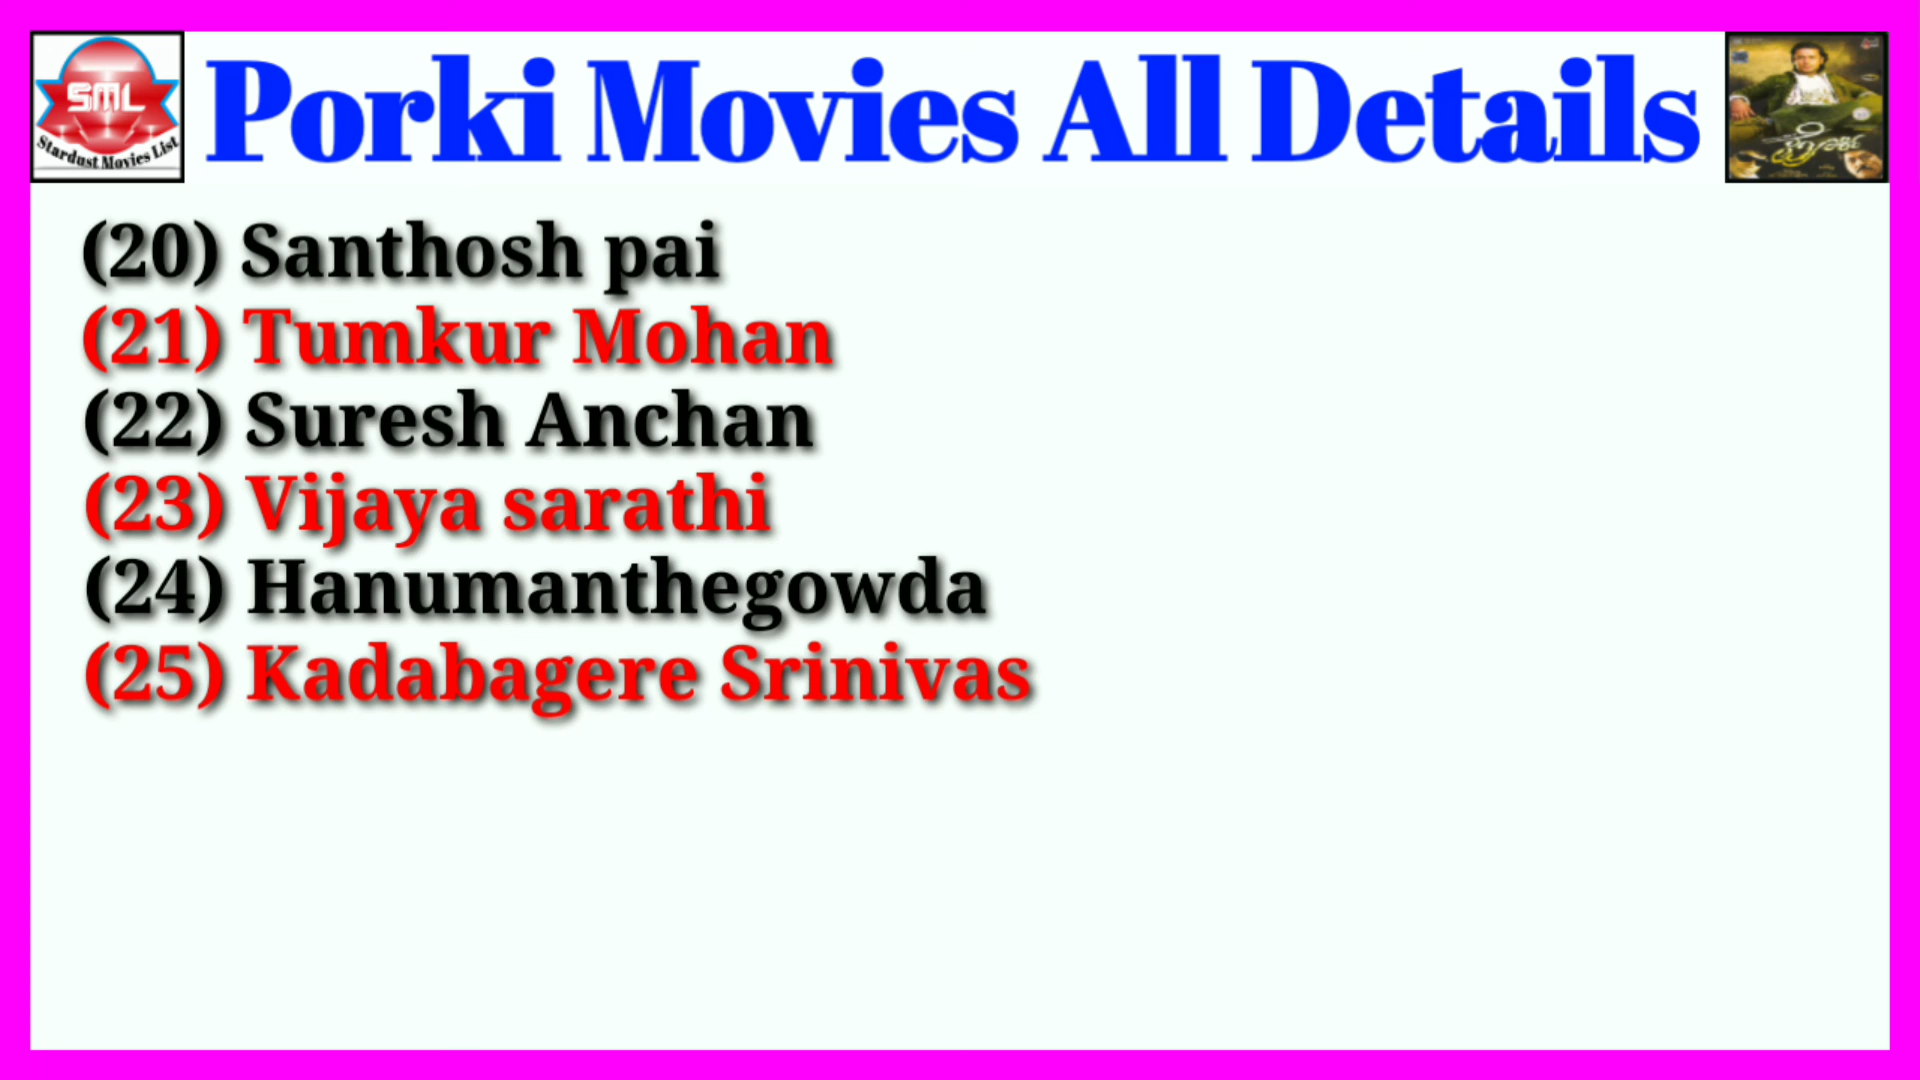 SML
Stardust Movies List
Porki Movies All Details
(20) Santhosh pai
(21) Tumkur Mohan
(22) Suresh Anchan
(23) Vijaya sarathi
(24) Hanumanthegowda
(25) Kadabagere Srinivas